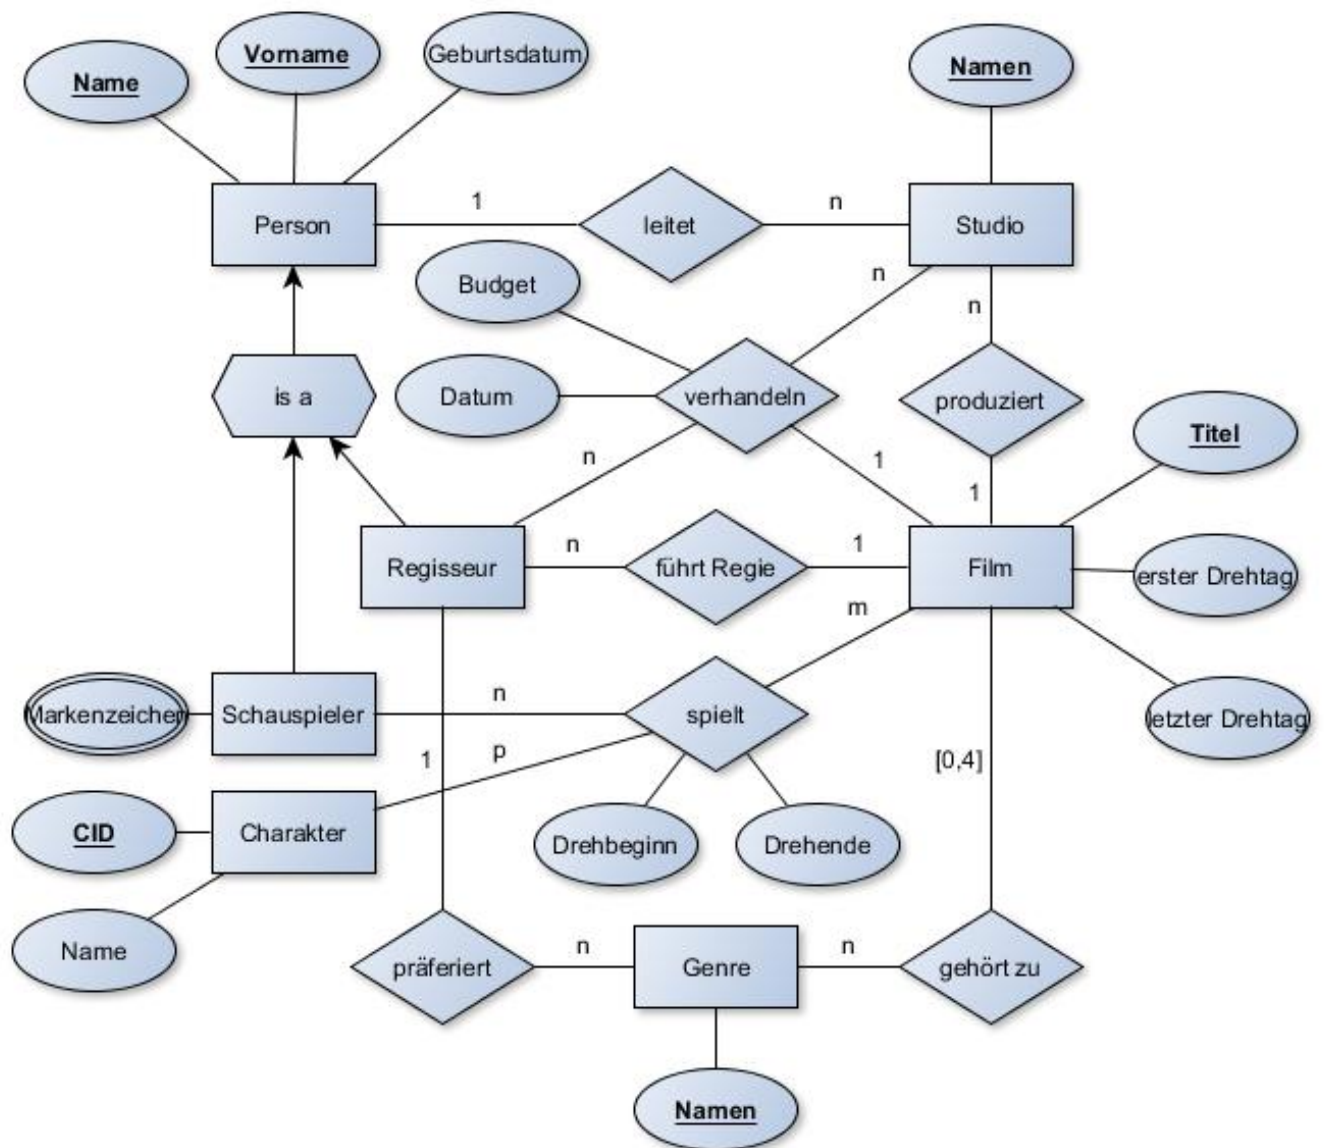 Name
Vorname
Geburtsdatum
Namen
Person
1
leitet
n
Studio
Budget
n
n
is a
Datum
verhandeln
produziert
Titel
n
1
1
Regisseur
n
führt Regie
1
Film
erster Drehtag
m
Markenzeichen
Schauspieler
n
spielt
letzter Drehtag
1
p
[0,4]
CID
Charakter
Drehbeginn
Drehende
Name
präferiert
n
Genre
n
gehört zu
Namen